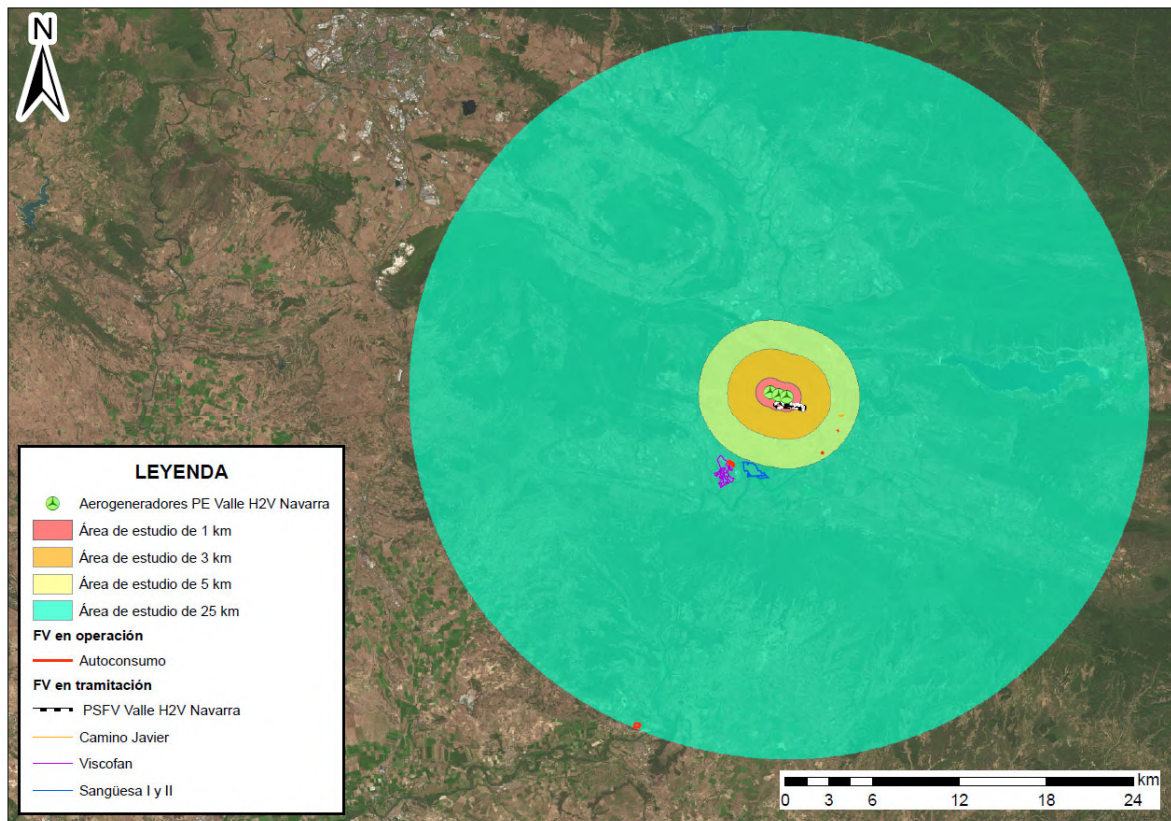 N
LEYENDA
Aerogeneradores PE Valle H2V Navarra
Área de estudio de 1 km
Área de estudio de 3 km
Área de estudio de 5 km
Área de estudio de 25 km
FV en operación
Autoconsumo
FV en tramitación
PSFV Valle H2V Navarra
Camino Javier
Viscofan
Sangüesa I y II
km
0 3 6 12 18 24